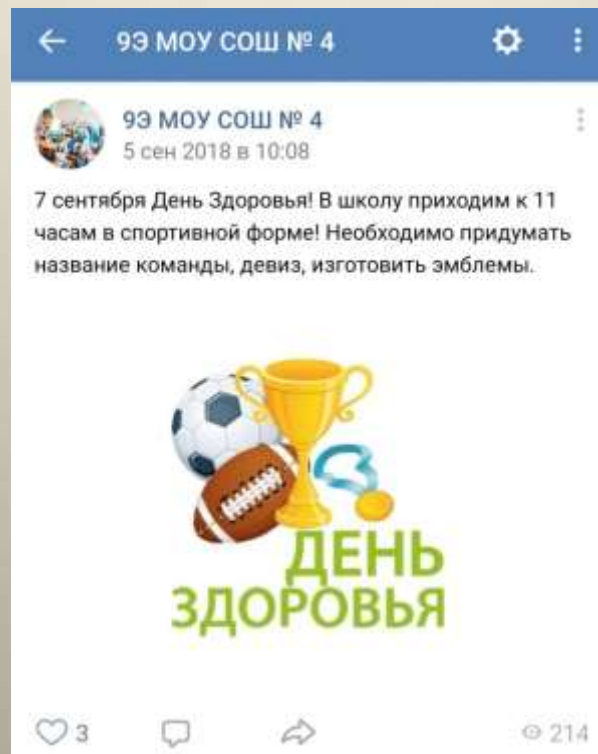 9Э МОУ СОШ № 4
9Э МОУ СОШ № 4
5 сен 2018 в 10:08
7 сентября День Здоровья! В школу приходим к 11
часам в спортивной форме! Необходимо придумать
название команды, девиз, изготовить эмблемы.
ДЕНЬ
ЗДОРОВЬЯ
3
214